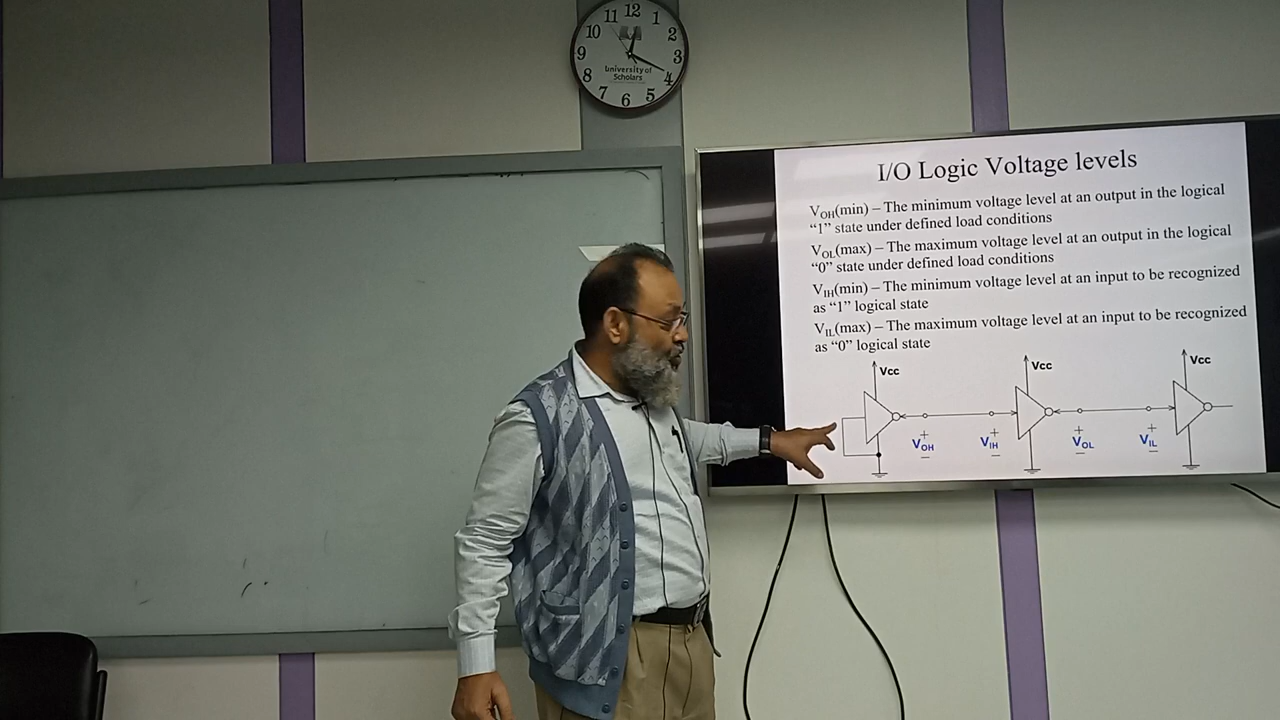 11 12 1
10 2
9 3
8 4
7 6 5
University of
Scholars
I/O Logic Voltage levels
VOH(min) – The minimum voltage level at an output in the logical
“1” state under defined load conditions
VOL(max) – The maximum voltage level at an output in the logical
“0” state under defined load conditions
VIH(min) – The minimum voltage level at an input to be recognized
as “1” logical state
VIL(max) – The maximum voltage level at an input to be recognized
as “0” logical state
Vcc Vcc Vcc
+ + + +
VOH VIH VOL VIL
– – – –